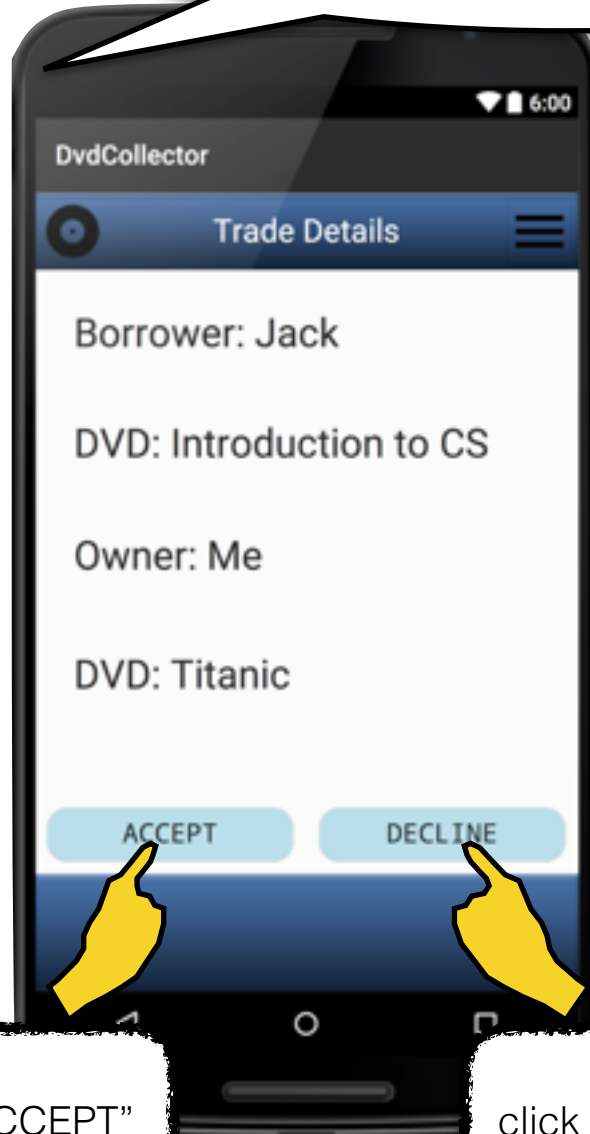 6:00
DvdCollector
Trade Details
Borrower: Jack
DVD: Introduction to CS
Owner: Me
DVD: Titanic
ACCEPT DECLINE
CCEPT” click